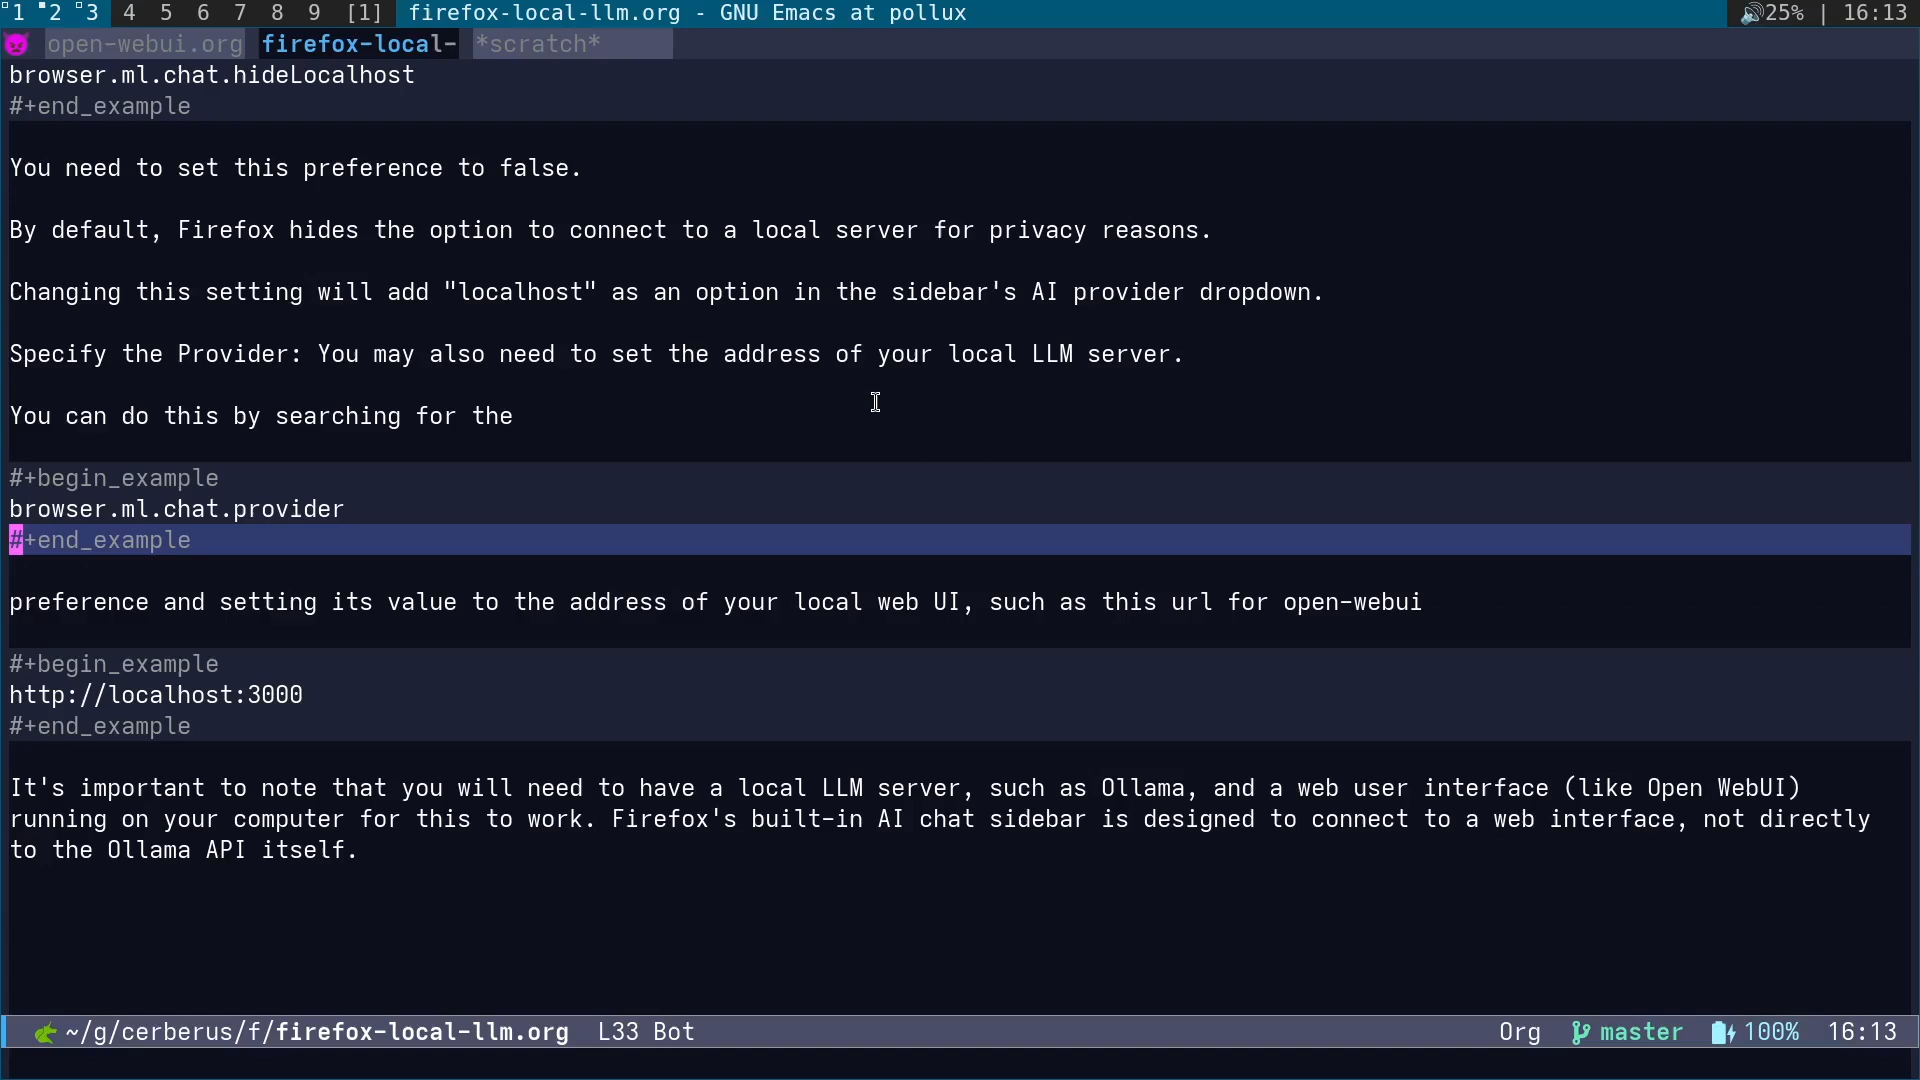 1 2 3 4 5 6 7 8 9 [1] firefox-local-llm.org - GNU Emacs at pollux 25% | 16:13
open-webui.org firefox-local- *scratch*
browser.ml.chat.hideLocalhost
#+end_example
You need to set this preference to false.
By default, Firefox hides the option to connect to a local server for privacy reasons.
Changing this setting will add "localhost" as an option in the sidebar's AI provider dropdown.
Specify the Provider: You may also need to set the address of your local LLM server.
You can do this by searching for the
#+begin_example
browser.ml.chat.provider
#+end_example
preference and setting its value to the address of your local web UI, such as this url for open-webui
#+begin_example
http://localhost:3000
#+end_example
It's important to note that you will need to have a local LLM server, such as Ollama, and a web user interface (like Open WebUI)
running on your computer for this to work. Firefox's built-in AI chat sidebar is designed to connect to a web interface, not directly
to the Ollama API itself.
~/g/cerberus/f/firefox-local-llm.org L33 Bot Org master 100% 16:13